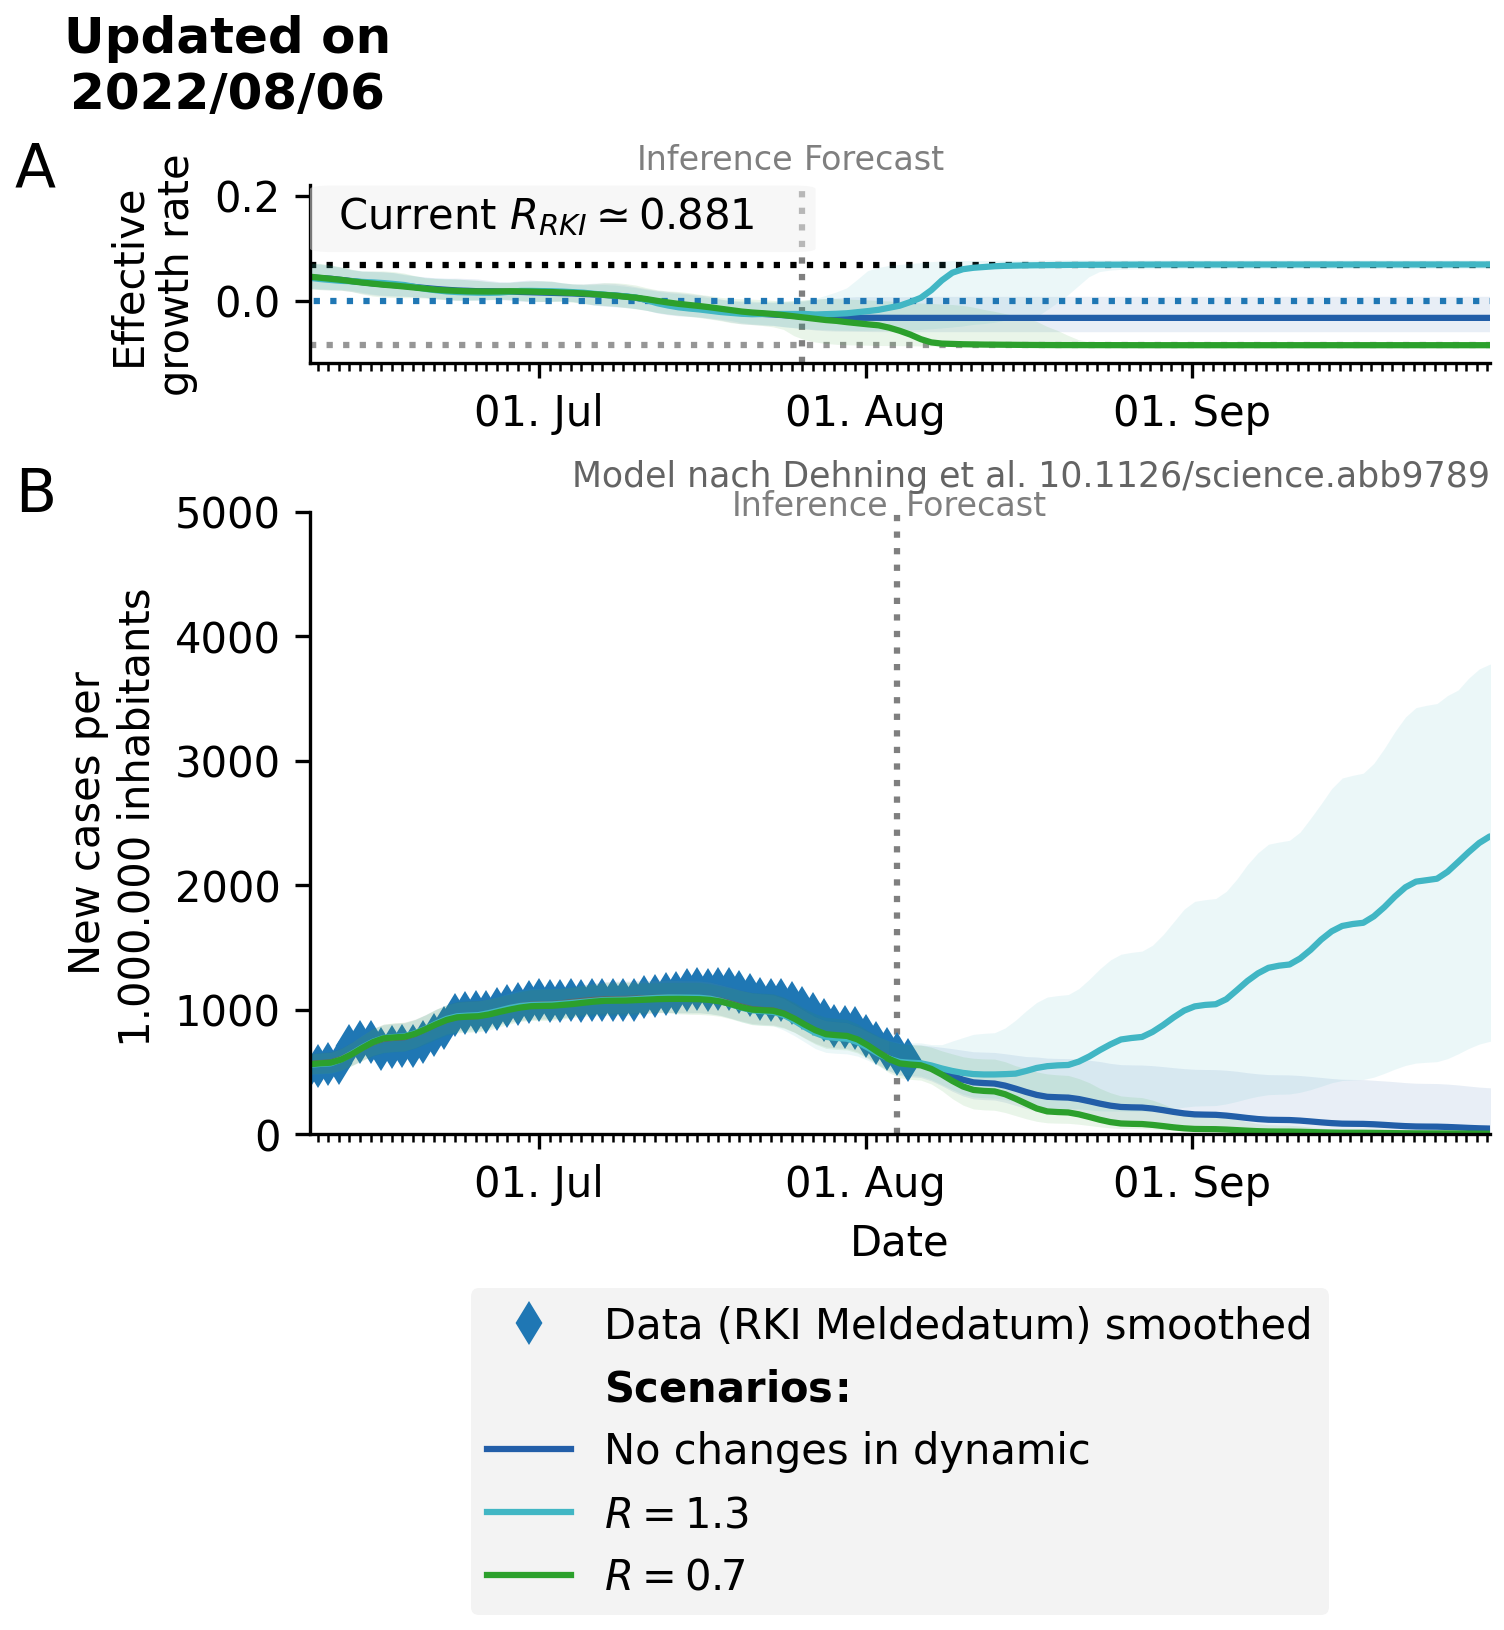 Updated on
2022/08/06
A
Effective
growth rate
Inference Forecast
0.2
Current R_RKI ≃ 0.881
0.0
01. Jul
01. Aug
01. Sep
B
Model nach Dehning et al. 10.1126/science.abb9789
Inference Forecast
New cases per
1.000.000 inhabitants
5000
4000
3000
2000
1000
0
01. Jul
01. Aug
01. Sep
Date
Data (RKI Meldedatum) smoothed
Scenarios:
No changes in dynamic
R = 1.3
R = 0.7